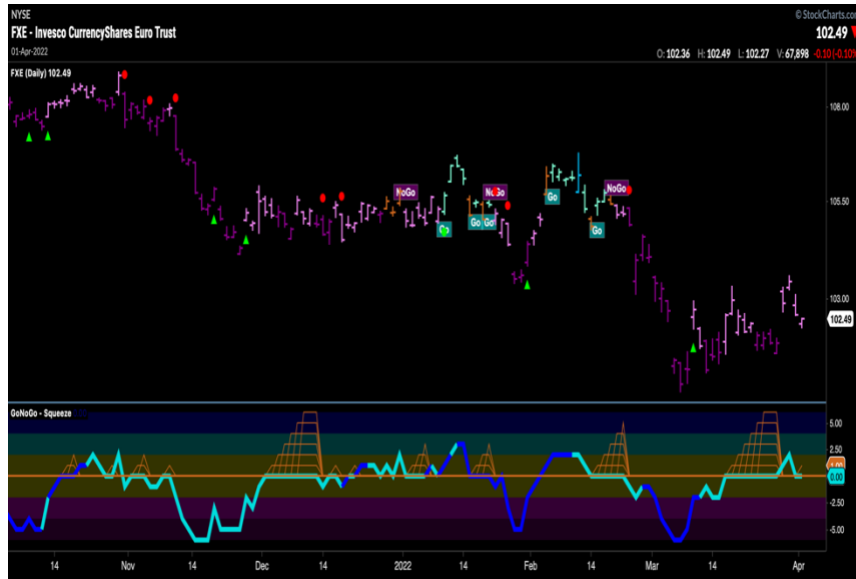 NYSE
© StockCharts.com
FXE - Invesco CurrencyShares Euro Trust
102.49
01-Apr-2022
O: 102.36 H: 102.49 L: 102.27 V: 67,898 -0.10 (-0.10%
FXE (Daily) 102.49
108.00
NoGo NoGo NoGo
Go Go Go Go Go
105.50
103.00
102.49
GoNoGo - Squeeze
5.00
2.50
0.00
-2.50
-5.00
14 Nov 14 Dec 14 2022 14 Feb 14 Mar 14 Apr